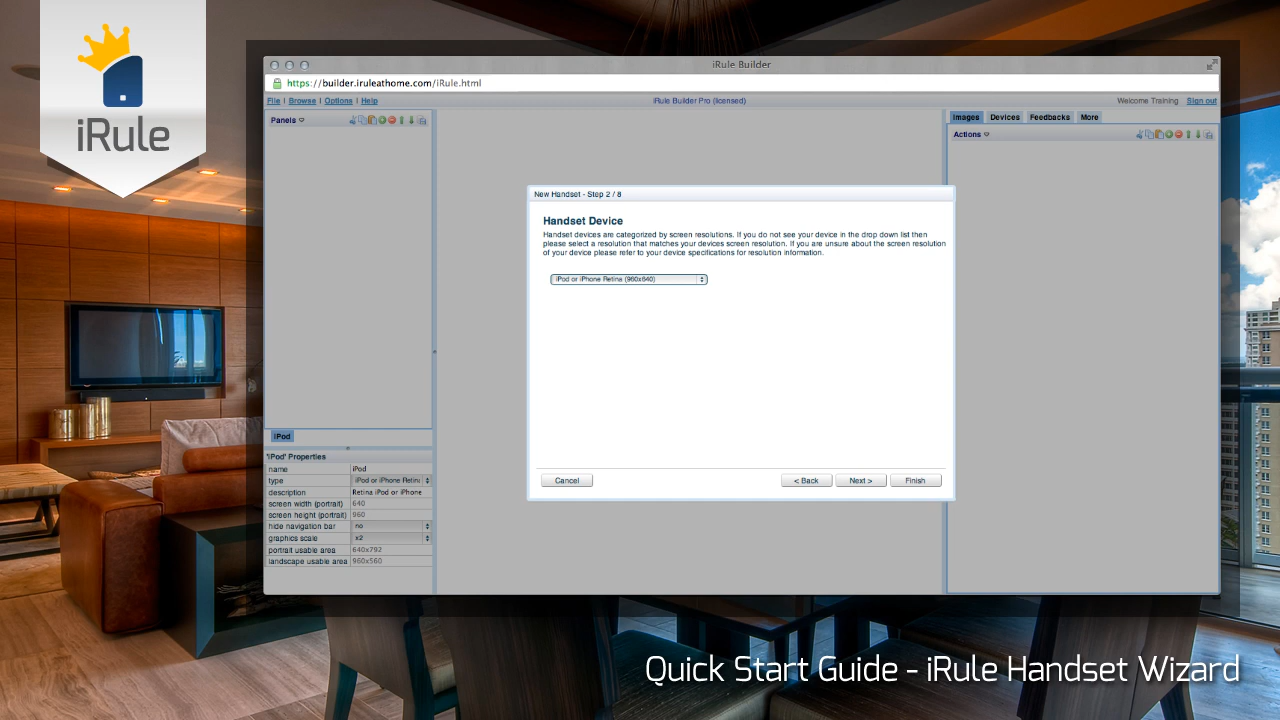 iRule
iRule Builder
https://builder.iruleathome.com/iRule.html
File | Browse | Options | Help
iRule Builder Pro (licensed)
Welcome Training Sign out
Panels
Images Devices Feedbacks More
Actions
New Handset - Step 2 / 8
Handset Device
Handset devices are categorized by screen resolutions. If you do not see your device in the drop down list then
please select a resolution that matches your devices screen resolution. If you are unsure about the screen resolution
of your device please refer to your device specifications for resolution information.
iPod or iPhone Retina (960x640)
Cancel
< Back
Next >
Finish
iPod
'iPod' Properties
name iPod
type iPod or iPhone Retin
description Retina iPod or iPhone
screen width (portrait) 640
screen height (portrait) 960
hide navigation bar no
graphics scale x2
portrait usable area 640x792
landscape usable area 960x560
Quick Start Guide - iRule Handset Wizard